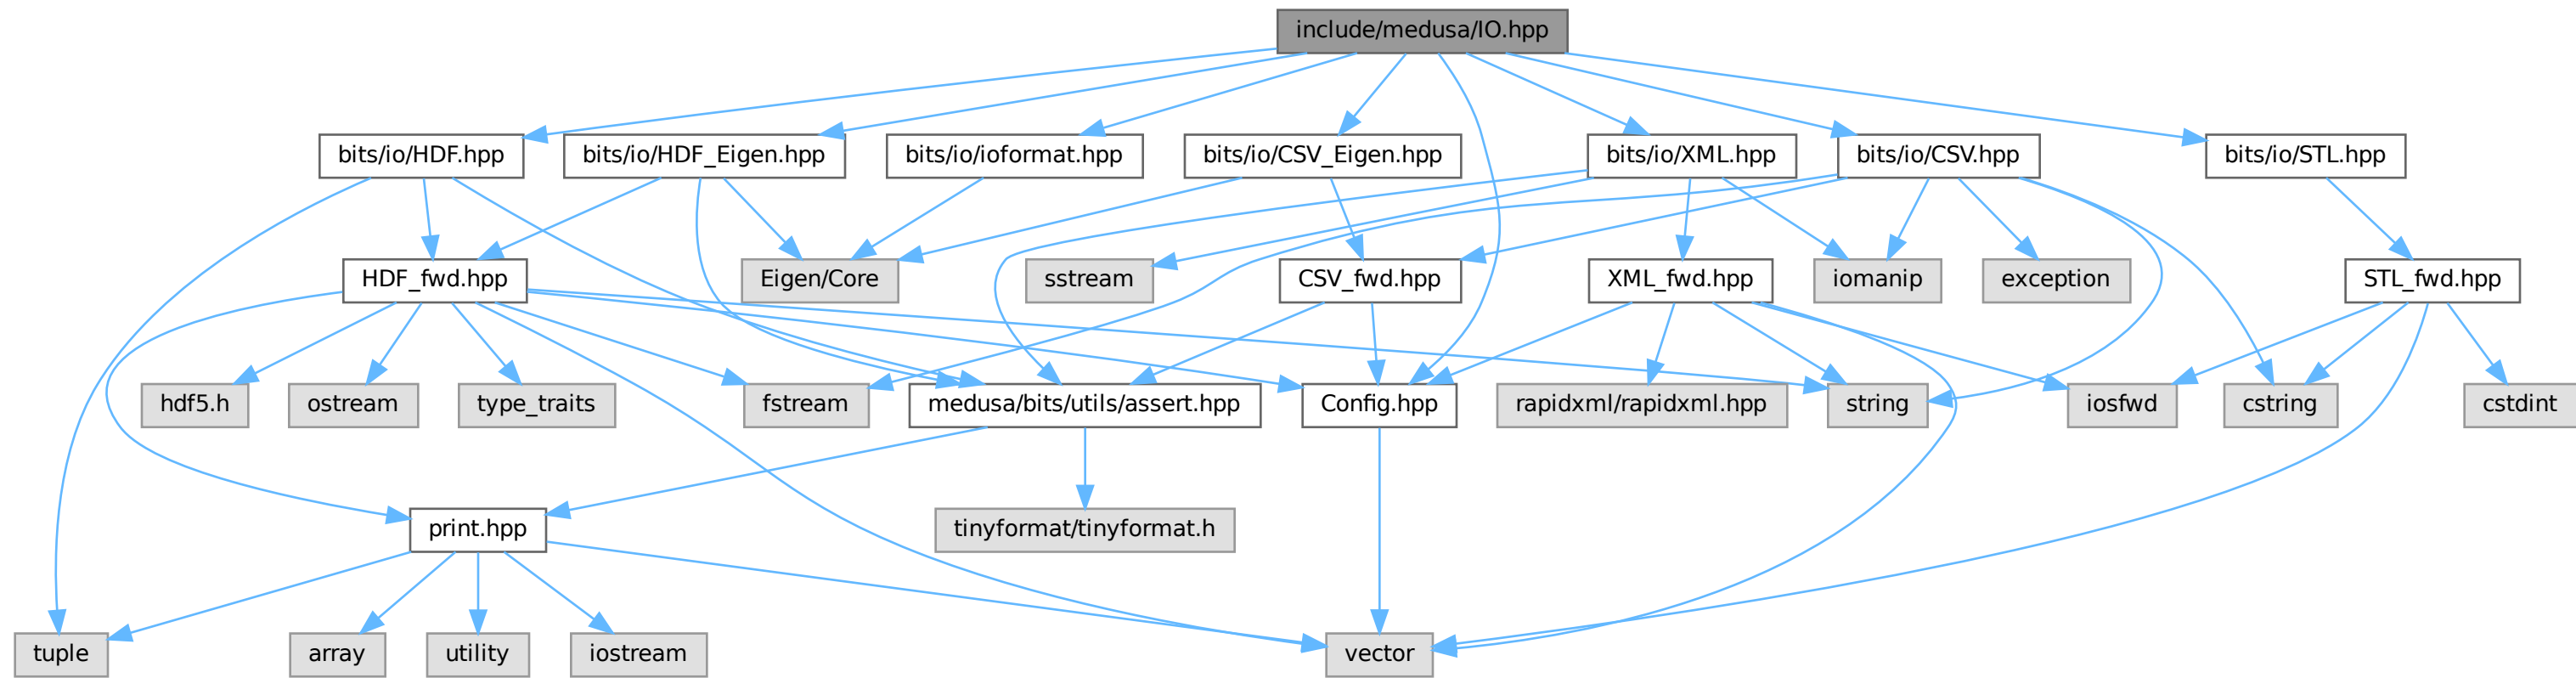 include/medusa/IO.hpp
bits/io/HDF.hpp
bits/io/HDF_Eigen.hpp
bits/io/ioformat.hpp
bits/io/CSV_Eigen.hpp
bits/io/XML.hpp
bits/io/CSV.hpp
bits/io/STL.hpp
HDF_fwd.hpp
Eigen/Core
sstream
CSV_fwd.hpp
XML_fwd.hpp
iomanip
exception
STL_fwd.hpp
hdf5.h
ostream
type_traits
fstream
medusa/bits/utils/assert.hpp
Config.hpp
rapidxml/rapidxml.hpp
string
iosfwd
cstring
cstdint
print.hpp
tinyformat/tinyformat.h
tuple
array
utility
iostream
vector